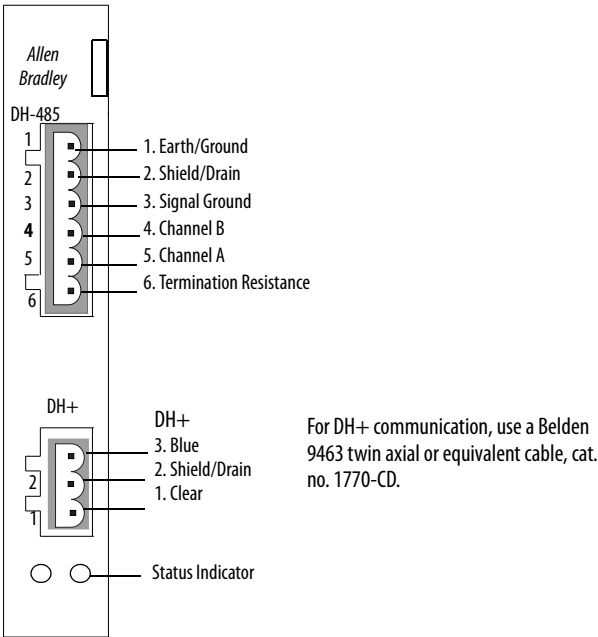 Allen
Bradley
DH-485
1
2
3
4
5
6
1. Earth/Ground
2. Shield/Drain
3. Signal Ground
4. Channel B
5. Channel A
6. Termination Resistance
DH+
2
1
DH+
3. Blue
2. Shield/Drain
1. Clear
For DH+ communication, use a Belden
9463 twin axial or equivalent cable, cat.
no. 1770-CD.
Status Indicator